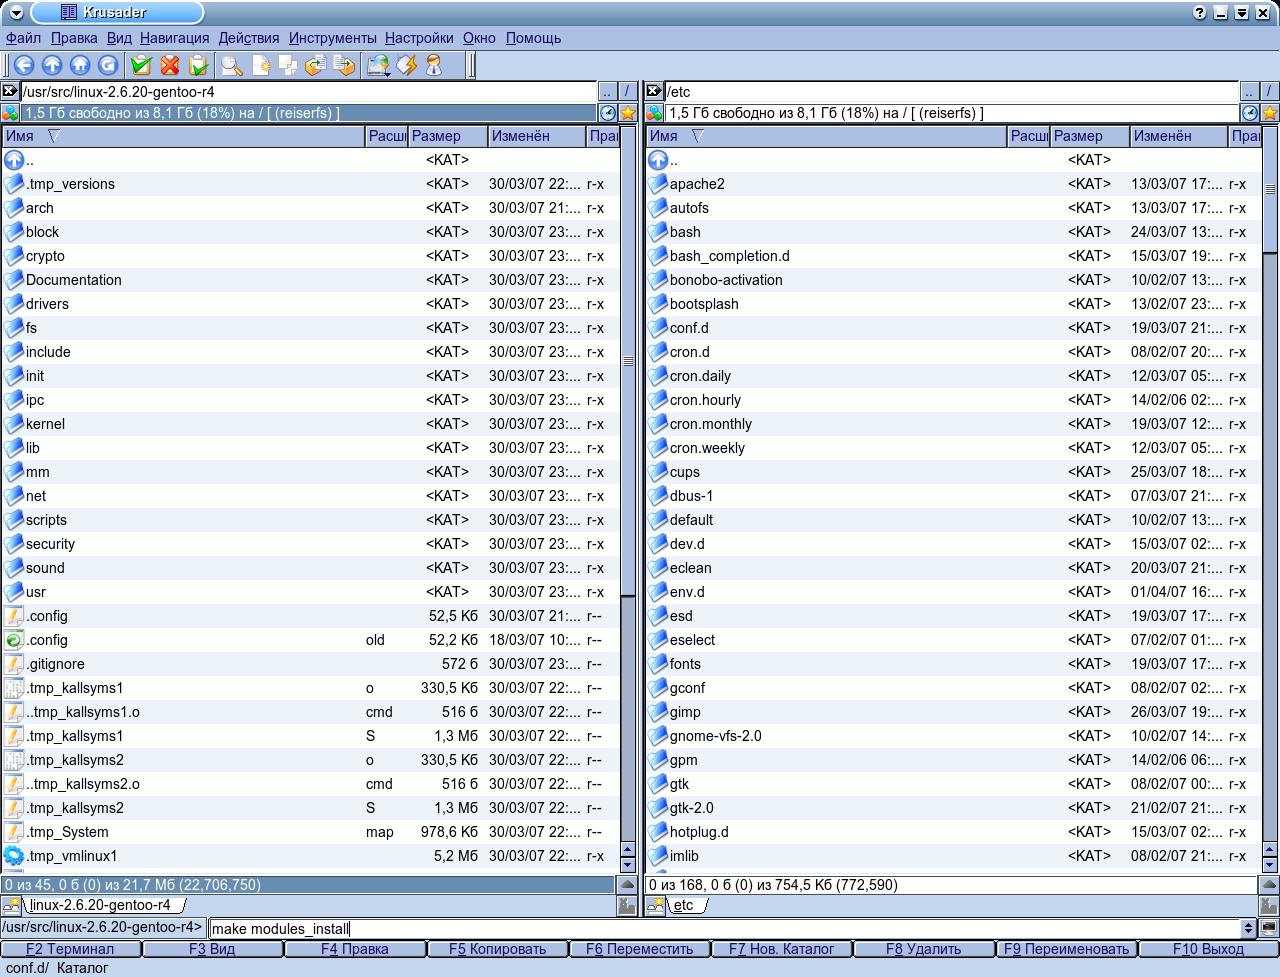 Krusader
Файл Правка Вид Навигация Действия Инструменты Настройки Окно Помощь
/usr/src/linux-2.6.20-gentoo-r4 .. /
1,5 Гб свободно из 8,1 Гб (18%) на / [ (reiserfs) ]
Имя Расши Размер Изменён Пра
.. <КАТ>
.tmp_versions <КАТ> 30/03/07 22:... r-x
arch <КАТ> 30/03/07 21:... r-x
block <КАТ> 30/03/07 23:... r-x
crypto <КАТ> 30/03/07 23:... r-x
Documentation <КАТ> 30/03/07 23:... r-x
drivers <КАТ> 30/03/07 23:... r-x
fs <КАТ> 30/03/07 23:... r-x
include <КАТ> 30/03/07 23:... r-x
init <КАТ> 30/03/07 23:... r-x
ipc <КАТ> 30/03/07 23:... r-x
kernel <КАТ> 30/03/07 23:... r-x
lib <КАТ> 30/03/07 23:... r-x
mm <КАТ> 30/03/07 23:... r-x
net <КАТ> 30/03/07 23:... r-x
scripts <КАТ> 30/03/07 23:... r-x
security <КАТ> 30/03/07 23:... r-x
sound <КАТ> 30/03/07 23:... r-x
usr <КАТ> 30/03/07 23:... r-x
.config 52,5 Кб 30/03/07 21:... r--
.config old 52,2 Кб 18/03/07 10:... r--
.gitignore 572 б 30/03/07 23:... r--
.tmp_kallsyms1 o 330,5 Кб 30/03/07 22:... r--
..tmp_kallsyms1.o cmd 516 б 30/03/07 22:... r--
.tmp_kallsyms1 S 1,3 Мб 30/03/07 22:... r--
.tmp_kallsyms2 o 330,5 Кб 30/03/07 22:... r--
..tmp_kallsyms2.o cmd 516 б 30/03/07 22:... r--
.tmp_kallsyms2 S 1,3 Мб 30/03/07 22:... r--
.tmp_System map 978,6 Кб 30/03/07 22:... r--
.tmp_vmlinux1 5,2 Мб 30/03/07 22:... r-x
0 из 45, 0 б (0) из 21,7 Мб (22,706,750)
linux-2.6.20-gentoo-r4
/etc .. /
1,5 Гб свободно из 8,1 Гб (18%) на / [ (reiserfs) ]
Имя Расши Размер Изменён Пра
.. <КАТ>
apache2 <КАТ> 13/03/07 17:... r-x
autofs <КАТ> 13/03/07 17:... r-x
bash <КАТ> 24/03/07 13:... r-x
bash_completion.d <КАТ> 15/03/07 19:... r-x
bonobo-activation <КАТ> 10/02/07 13:... r-x
bootsplash <КАТ> 13/02/07 23:... r-x
conf.d <КАТ> 19/03/07 21:... r-x
cron.d <КАТ> 08/02/07 20:... r-x
cron.daily <КАТ> 12/03/07 05:... r-x
cron.hourly <КАТ> 14/02/06 02:... r-x
cron.monthly <КАТ> 19/03/07 12:... r-x
cron.weekly <КАТ> 12/03/07 05:... r-x
cups <КАТ> 25/03/07 18:... r-x
dbus-1 <КАТ> 07/03/07 21:... r-x
default <КАТ> 10/02/07 13:... r-x
dev.d <КАТ> 15/03/07 02:... r-x
eclean <КАТ> 20/03/07 21:... r-x
env.d <КАТ> 01/04/07 16:... r-x
esd <КАТ> 19/03/07 17:... r-x
eselect <КАТ> 07/02/07 01:... r-x
fonts <КАТ> 19/03/07 17:... r-x
gconf <КАТ> 08/02/07 02:... r-x
gimp <КАТ> 26/03/07 19:... r-x
gnome-vfs-2.0 <КАТ> 10/02/07 14:... r-x
gpm <КАТ> 14/02/06 06:... r-x
gtk <КАТ> 08/02/07 00:... r-x
gtk-2.0 <КАТ> 21/02/07 21:... r-x
hotplug.d <КАТ> 15/03/07 02:... r-x
imlib <КАТ> 08/02/07 21:... r-x
0 из 168, 0 б (0) из 754,5 Кб (772,590)
etc
/usr/src/linux-2.6.20-gentoo-r4> make modules_install
F2 Терминал F3 Вид F4 Правка F5 Копировать F6 Переместить F7 Нов. Каталог F8 Удалить F9 Переименовать F10 Выход
conf.d/ Каталог